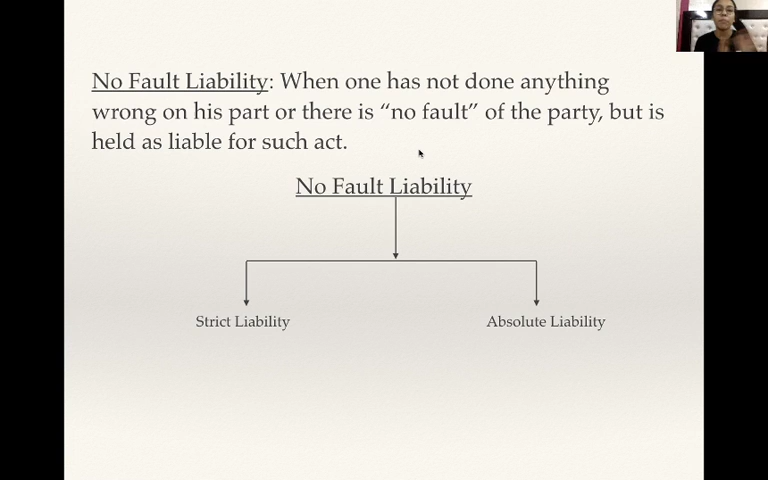 No Fault Liability: When one has not done anything
wrong on his part or there is “no fault” of the party, but is
held as liable for such act.
No Fault Liability
Strict Liability
Absolute Liability